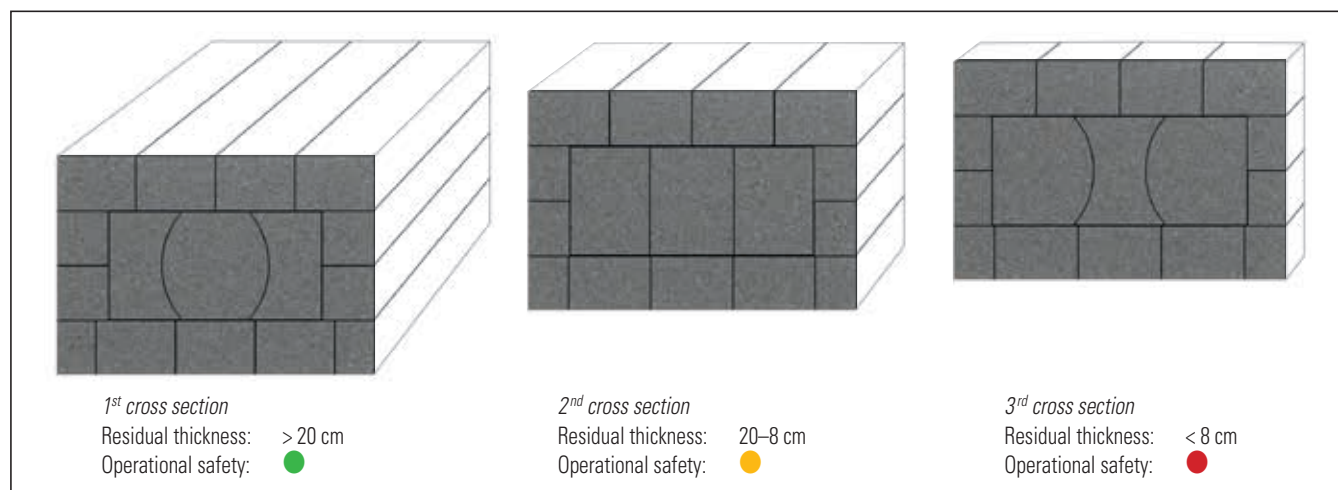 1st cross section
Residual thickness: > 20 cm
Operational safety:
2nd cross section
Residual thickness: 20–8 cm
Operational safety:
3rd cross section
Residual thickness: < 8 cm
Operational safety: